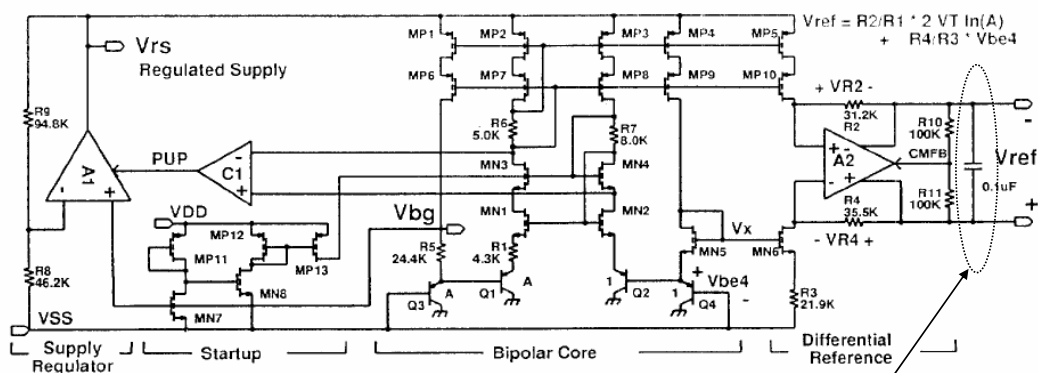 Vref = R2/R1 * 2 VT ln(A)
+ R4/R3 * Vbe4
MP1
MP2
MP3
MP4
MP5
Vrs
Regulated Supply
MP6
MP7
MP8
MP9
MP10
+ VR2 -
31.2K
R2
R9
94.8K
R6
5.0K
R7
8.0K
R10
100K
-
A1
PUP
C1
-
+
MN3
MN4
+ -
A2
- +
CMFB
Vref
0.1uF
- +
VDD
Vbg
MN1
MN2
R4
35.5K
R11
100K
+
MP12
MP11
MP13
Vx
- VR4 +
R5
24.4K
R1
4.3K
MN5
MN6
R8
46.2K
MN8
A
Q3
Q1
A
1
Q2
1
Q4
+
Vbe4
-
R3
21.9K
VSS
MN7
Supply
Regulator
Startup
Bipolar Core
Differential
Reference